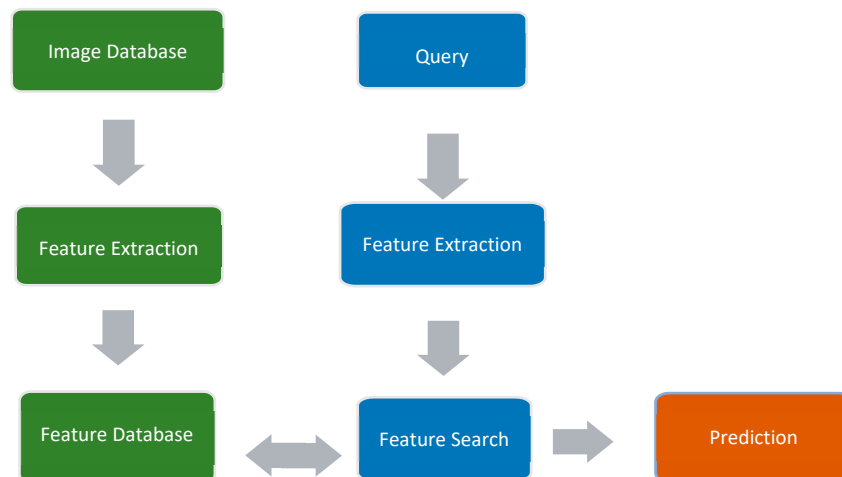 Image Database
Query
Feature Extraction
Feature Extraction
Feature Database
Feature Search
Prediction